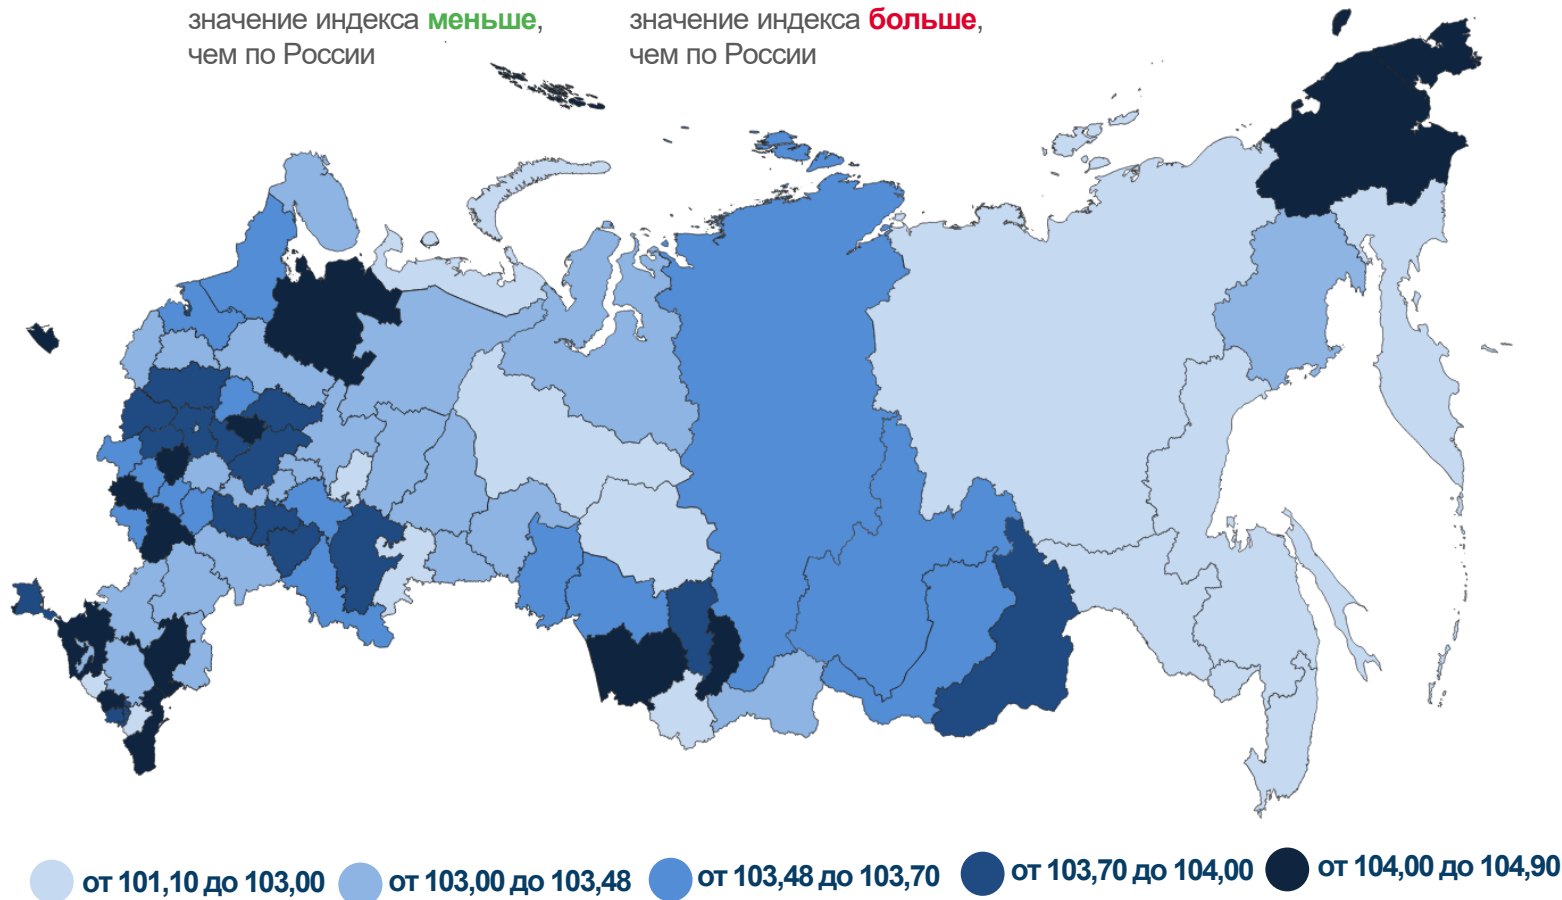 значение индекса меньше,
чем по России
значение индекса больше,
чем по России
от 101,10 до 103,00
от 103,00 до 103,48
от 103,48 до 103,70
от 103,70 до 104,00
от 104,00 до 104,90